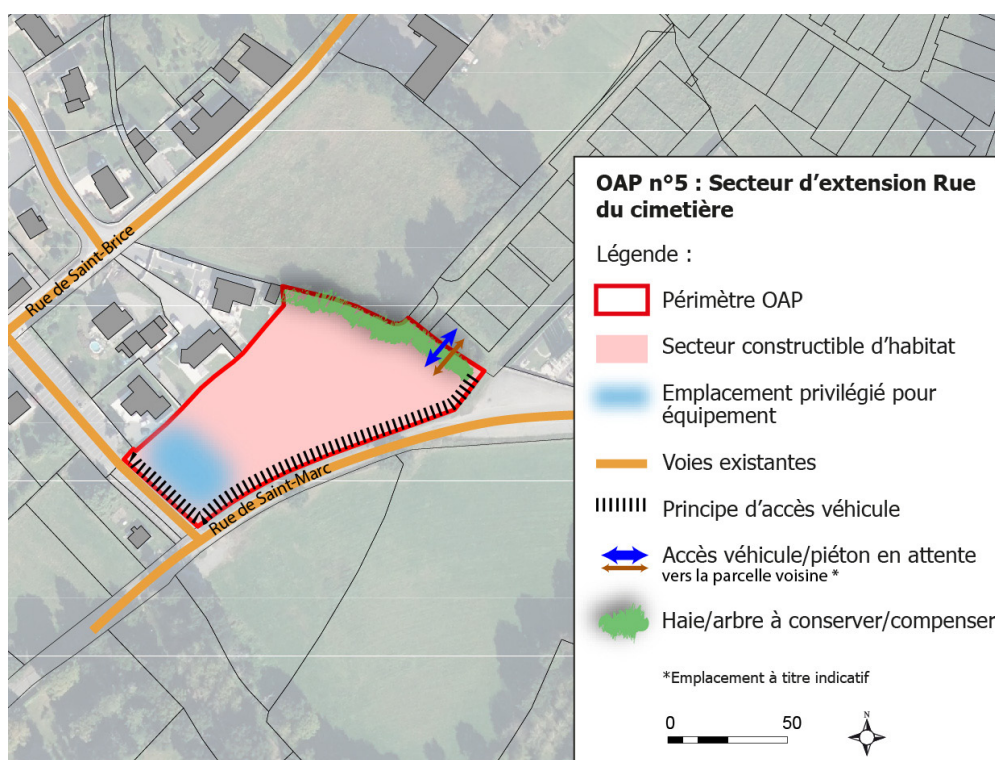 Rue de Saint-Brice
Rue de Saint-Marc
OAP n°5 : Secteur d'extension Rue
du cimetière
Légende :
Périmètre OAP
Secteur constructible d'habitat
Emplacement privilégié pour
équipement
Voies existantes
Principe d'accès véhicule
Accès véhicule/piéton en attente
vers la parcelle voisine *
Haie/arbre à conserver/compenser
*Emplacement à titre indicatif
0 50
N